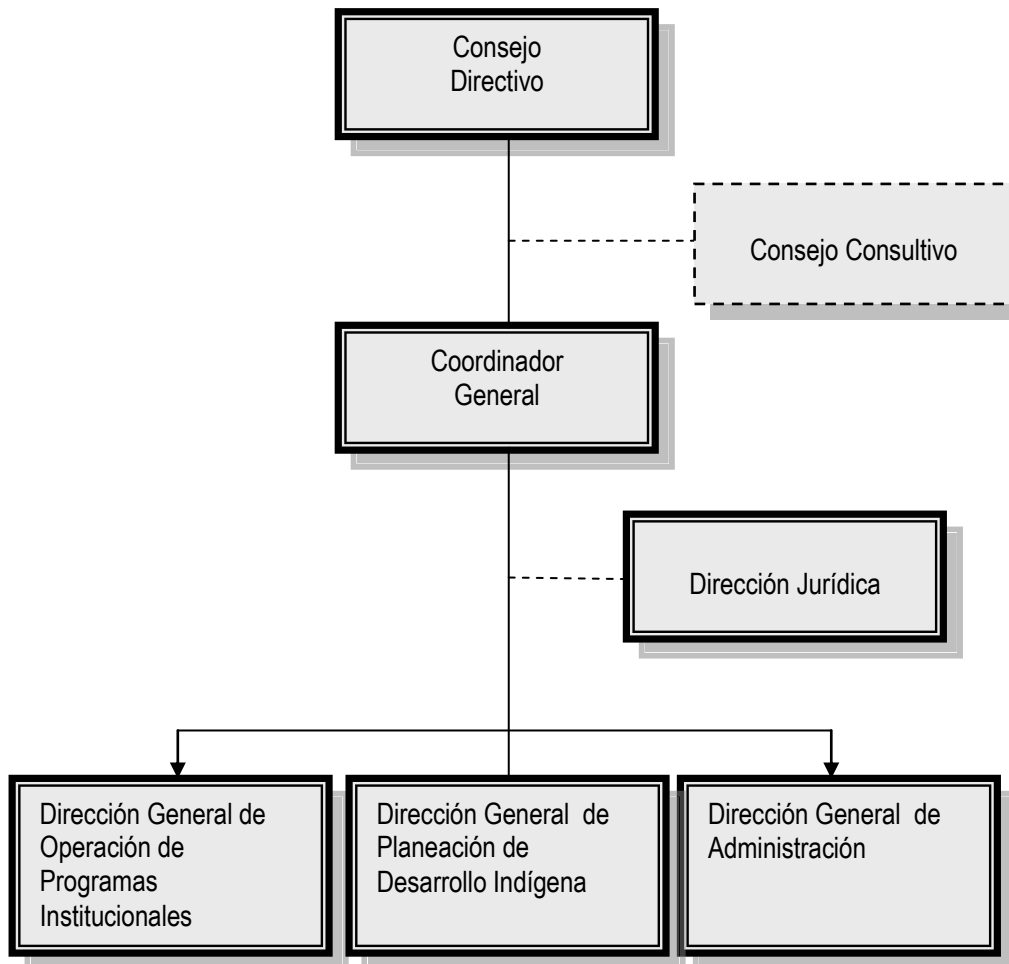 Consejo
Directivo
Consejo Consultivo
Coordinador
General
Dirección Jurídica
Dirección General de
Operación de
Programas
Institucionales
Dirección General  de
Planeación de
Desarrollo Indígena
Dirección General  de
Administración